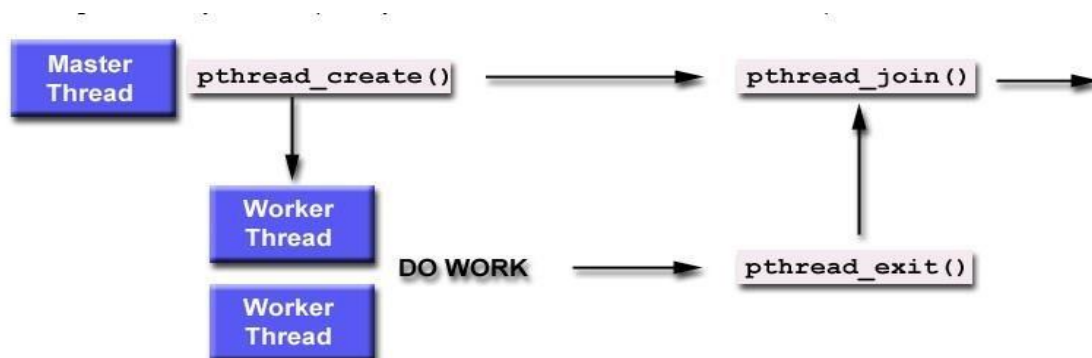 Master
Thread
pthread_create()
pthread_join()
Worker
Thread
DO WORK
pthread_exit()
Worker
Thread